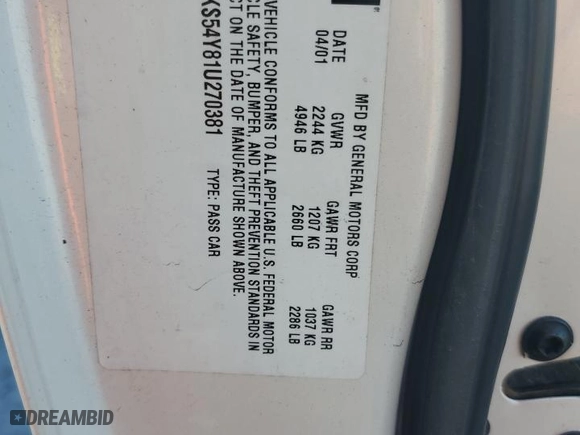 MFD BY GENERAL MOTORS CORP
DATE GVWR GAWR FRT GAWR RR
04/01 2244 KG 1207 KG 1037 KG
4946 LB 2660 LB 2286 LB
VEHICLE CONFORMS TO ALL APPLICABLE U.S. FEDERAL MOTOR
CLE SAFETY, BUMPER, AND THEFT PREVENTION STANDARDS IN
CT ON THE DATE OF MANUFACTURE SHOWN ABOVE.
KS54Y81U270381 TYPE: PASS CAR
DREAMBID